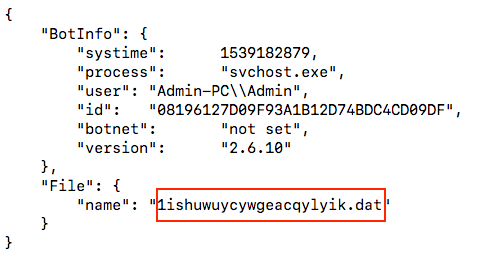 {
"BotInfo": {
"systime": 1539182879,
"process": "svchost.exe",
"user": "Admin-PC\\Admin",
"id": "08196127D09F93A1B12D74BDC4CD09DF",
"botnet": "not set",
"version": "2.6.10"
},
"File": {
"name": "1ishuwuycywgeacqylyik.dat"
}
}